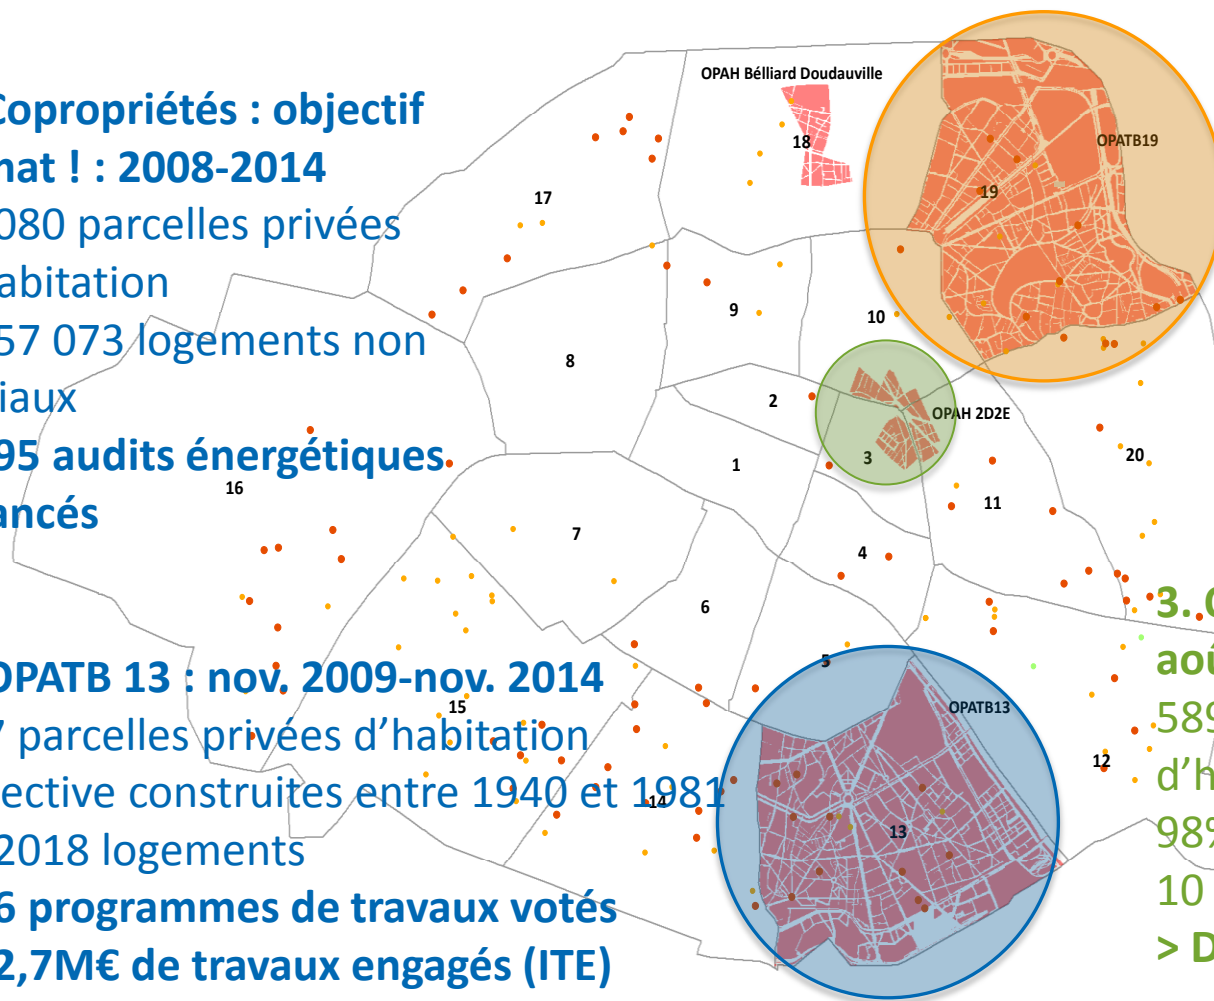 Copropriétés : objectif
mat ! : 2008-2014
080 parcelles privées
abitation
57 073 logements non
iaux
95 audits énergétiques
ancés
OPATB 13 : nov. 2009-nov. 2014
7 parcelles privées d’habitation
ective construites entre 1940 et 1981
2018 logements
6 programmes de travaux votés
2,7M€ de travaux engagés (ITE)
OPAH Bélliard Doudauville
18
OPATB19
19
17
9
10
8
2
OPAH 2D2E
3
1
20
16
11
7
4
6
5
15
OPATB13
12
14
13
3.
aoû
589
d’h
98%
10
> D